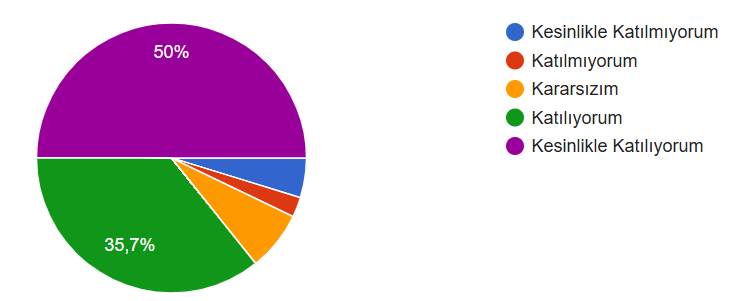 50%
35,7%
Kesinlikle Katılmıyorum
Katılmıyorum
Kararsızım
Katılıyorum
Kesinlikle Katılıyorum